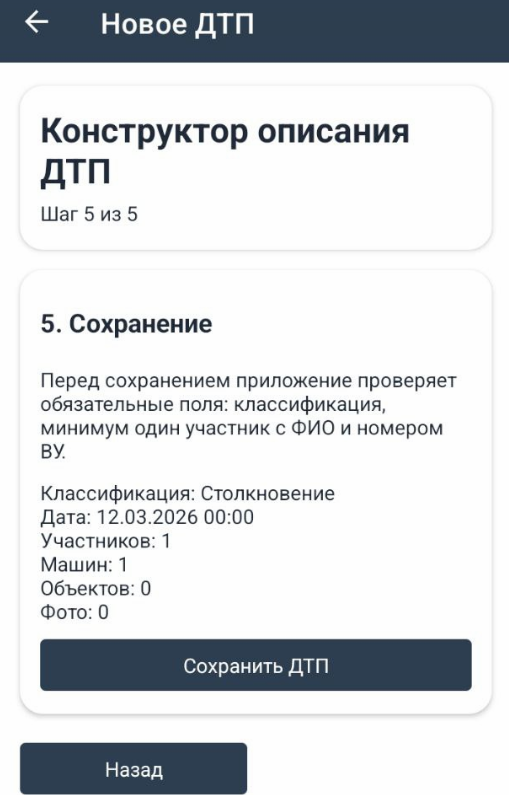 Новое ДТП
Конструктор описания
ДТП
Шаг 5 из 5
5. Сохранение
Перед сохранением приложение проверяет
обязательные поля: классификация,
минимум один участник с ФИО и номером
ВУ.
Классификация: Столкновение
Дата: 12.03.2026 00:00
Участников: 1
Машин: 1
Объектов: 0
Фото: 0
Сохранить ДТП
Назад